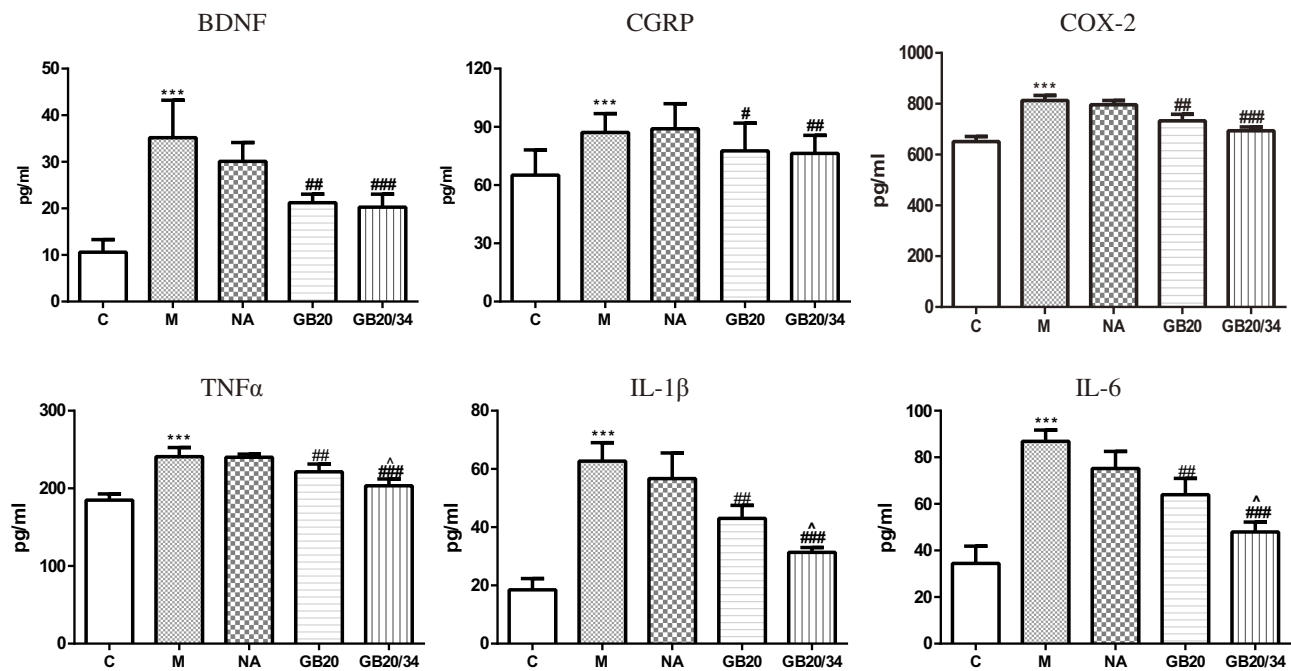 BDNF
50
40
30
20
10
0
pg/ml
***
##
###
C M NA GB20 GB20/34
CGRP
120
90
60
30
0
pg/ml
***
#
##
C M NA GB20 GB20/34
COX-2
1000
800
600
400
200
0
pg/ml
***
##
###
C M NA GB20 GB20/34
TNFα
300
200
100
0
pg/ml
***
##
^
###
C M NA GB20 GB20/34
IL-1β
80
60
40
20
0
pg/ml
***
##
^
###
C M NA GB20 GB20/34
IL-6
100
80
60
40
20
0
pg/ml
***
##
^
###
C M NA GB20 GB20/34